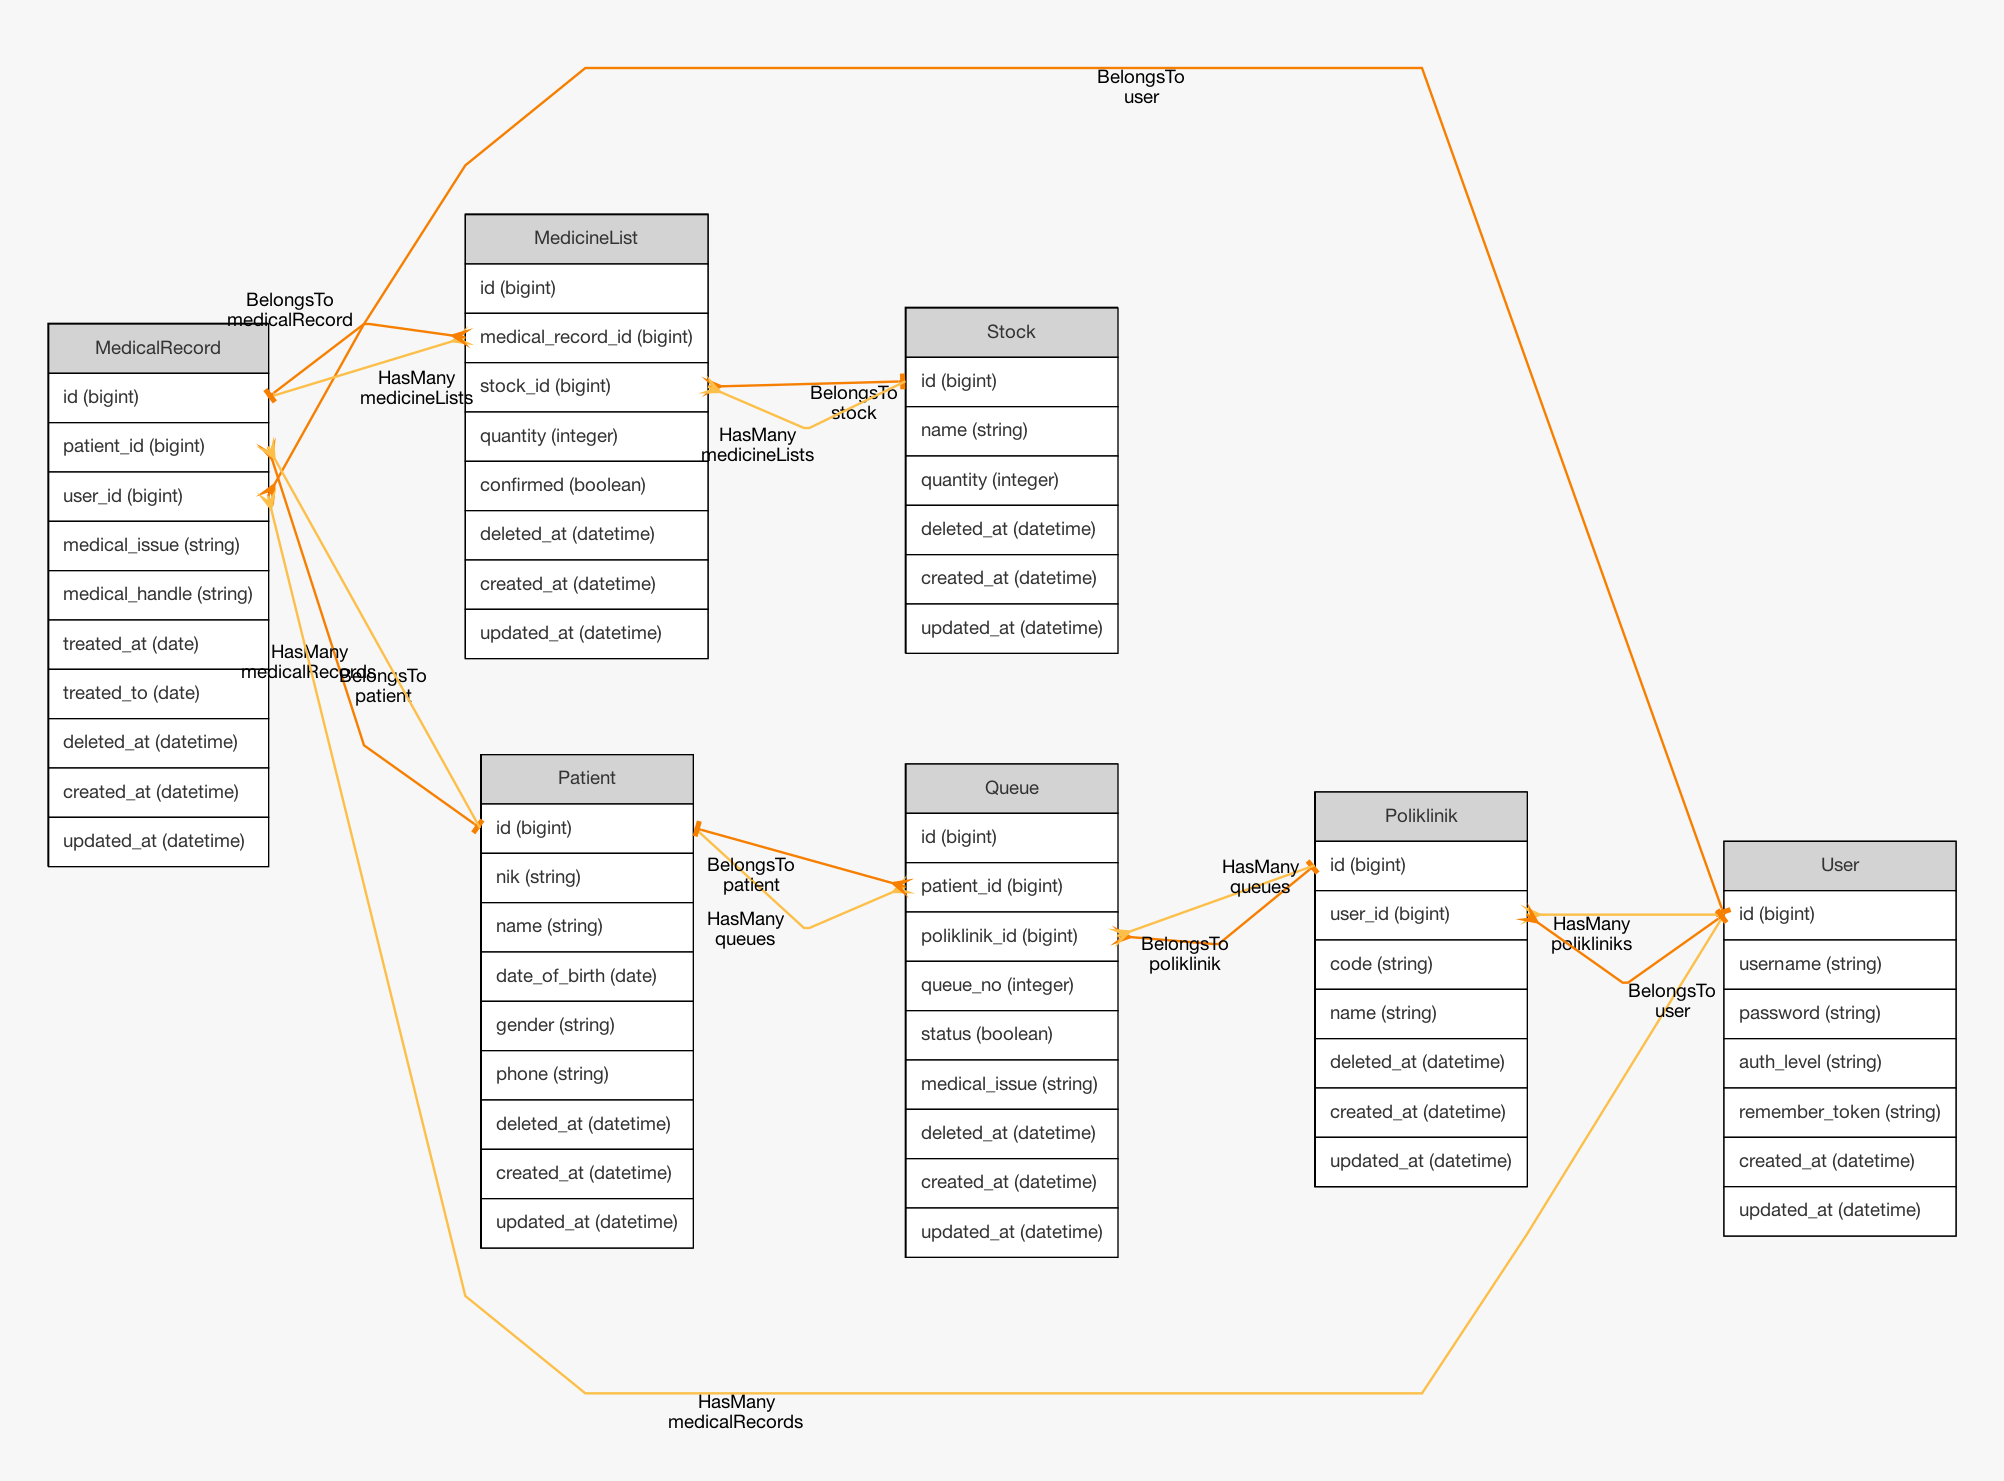 BelongsTo
user
MedicineList
id (bigint)
medical_record_id (bigint)
stock_id (bigint)
quantity (integer)
confirmed (boolean)
deleted_at (datetime)
created_at (datetime)
updated_at (datetime)
BelongsTo
medicalRecord
HasMany
medicineLists
MedicalRecord
id (bigint)
patient_id (bigint)
user_id (bigint)
medical_issue (string)
medical_handle (string)
treated_at (date)
treated_to (date)
deleted_at (datetime)
created_at (datetime)
updated_at (datetime)
Stock
id (bigint)
name (string)
quantity (integer)
deleted_at (datetime)
created_at (datetime)
updated_at (datetime)
BelongsTo
stock
HasMany
medicineLists
HasMany
medicalRecords
BelongsTo
patient
Patient
id (bigint)
nik (string)
name (string)
date_of_birth (date)
gender (string)
phone (string)
deleted_at (datetime)
created_at (datetime)
updated_at (datetime)
BelongsTo
patient
HasMany
queues
Queue
id (bigint)
patient_id (bigint)
poliklinik_id (bigint)
queue_no (integer)
status (boolean)
medical_issue (string)
deleted_at (datetime)
created_at (datetime)
updated_at (datetime)
HasMany
queues
BelongsTo
poliklinik
Poliklinik
id (bigint)
user_id (bigint)
code (string)
name (string)
deleted_at (datetime)
created_at (datetime)
updated_at (datetime)
HasMany
polikliniks
BelongsTo
user
User
id (bigint)
username (string)
password (string)
auth_level (string)
remember_token (string)
created_at (datetime)
updated_at (datetime)
HasMany
medicalRecords